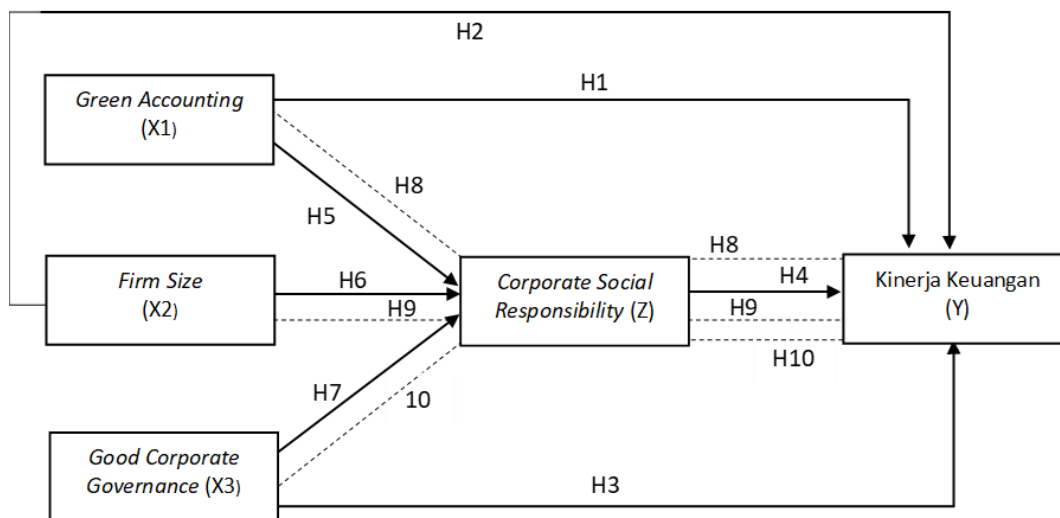 H2
H1
Green Accounting
(X1)
H8
H5
H8
Firm Size
(X2)
H6
H9
Corporate Social
Responsibility (Z)
H4
H9
H10
Kinerja Keuangan
(Y)
H7
10
Good Corporate
Governance (X3)
H3